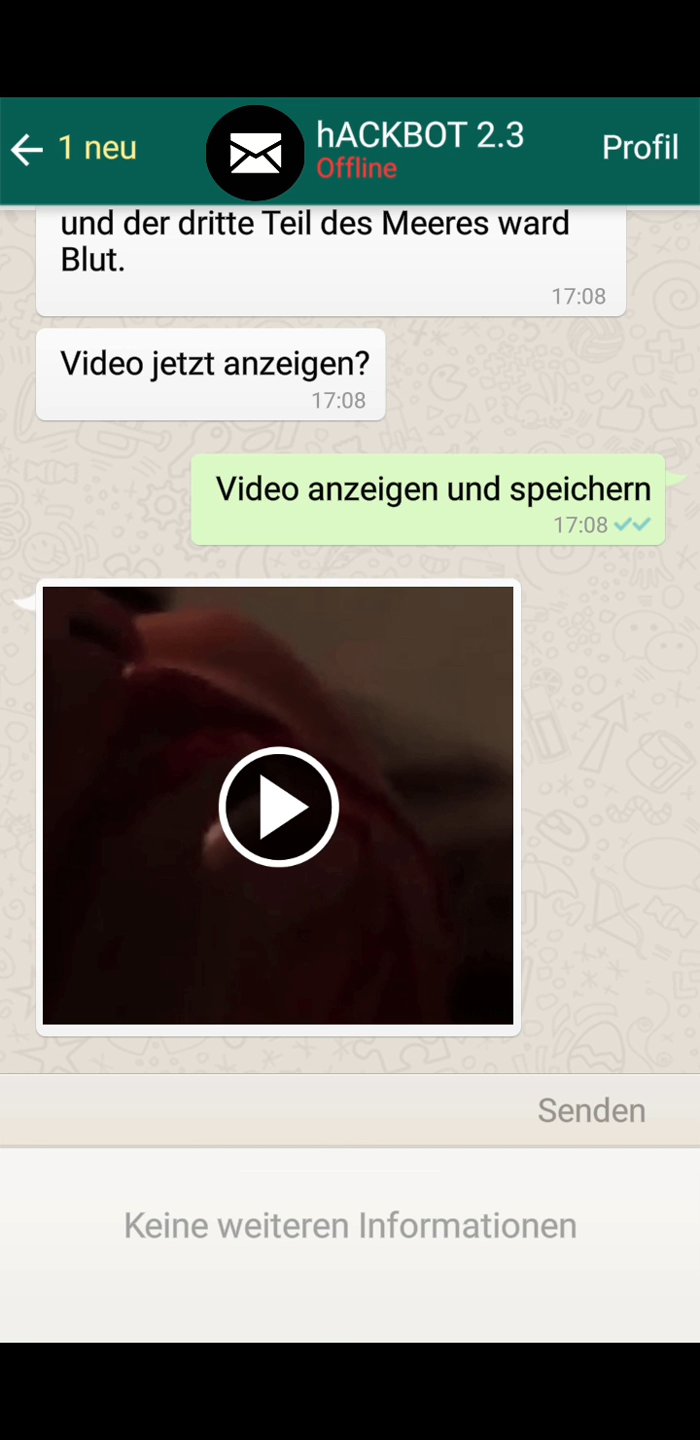 1 neu
hACKBOT 2.3
Offline
Profil
und der dritte Teil des Meeres ward
Blut.
17:08
Video jetzt anzeigen?
17:08
Video anzeigen und speichern
17:08
Senden
Keine weiteren Informationen